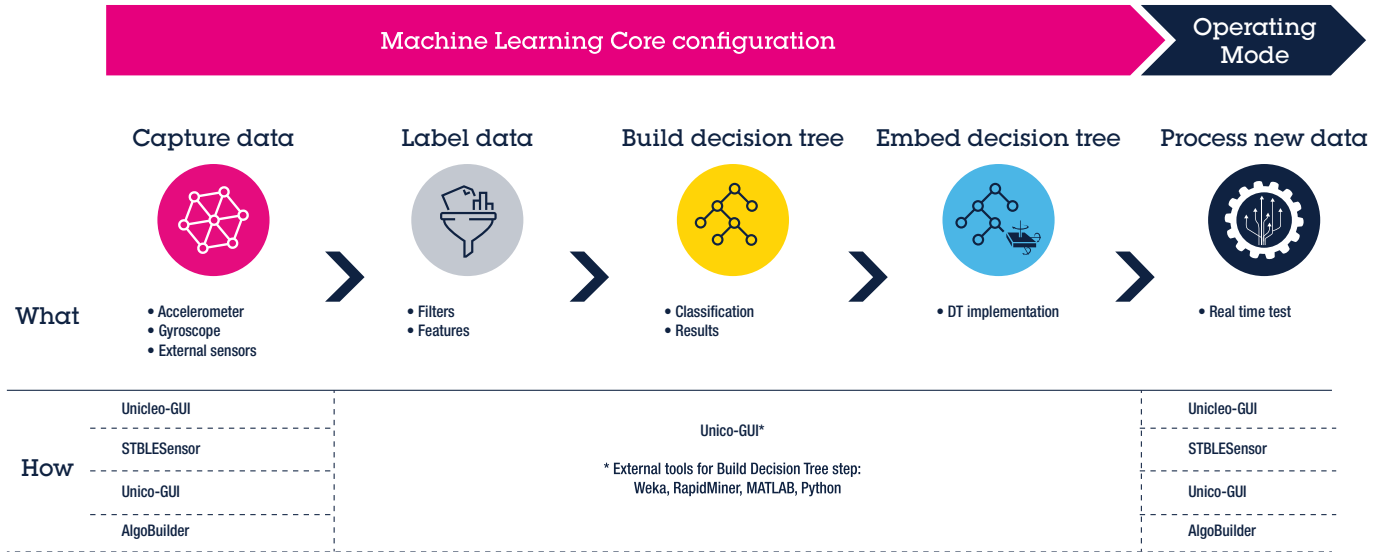 Machine Learning Core configuration
Operating
Mode
Capture data
Label data
Build decision tree
Embed decision tree
Process new data
What
• Accelerometer
• Gyroscope
• External sensors
• Filters
• Features
• Classification
• Results
• DT implementation
• Real time test
How
Unicleo-GUI
STBLESensor
Unico-GUI
AlgoBuilder
Unico-GUI*
* External tools for Build Decision Tree step:
Weka, RapidMiner, MATLAB, Python
Unicleo-GUI
STBLESensor
Unico-GUI
AlgoBuilder